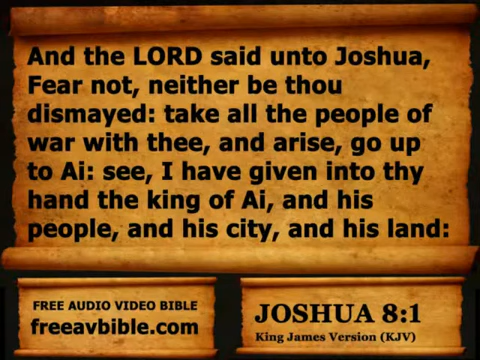 And the LORD said unto Joshua,
Fear not, neither be thou
dismayed: take all the people of
war with thee, and arise, go up
to Ai: see, I have given into thy
hand the king of Ai, and his
people, and his city, and his land:
FREE AUDIO VIDEO BIBLE
freeavbible.com
JOSHUA 8:1
King James Version (KJV)